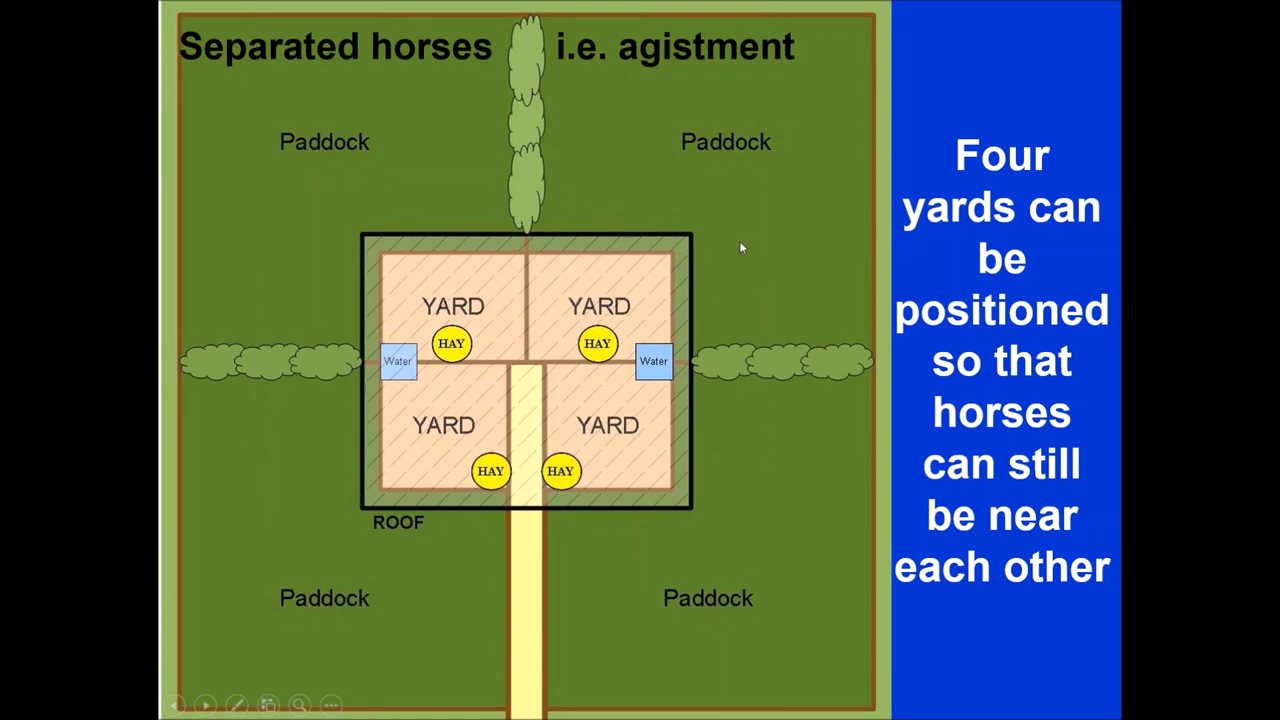 Separated horses i.e. agistment
Paddock Paddock
YARD YARD
HAY HAY
Water Water
YARD YARD
HAY HAY
ROOF
Paddock Paddock
Four
yards can
be
positioned
so that
horses
can still
be near
each other